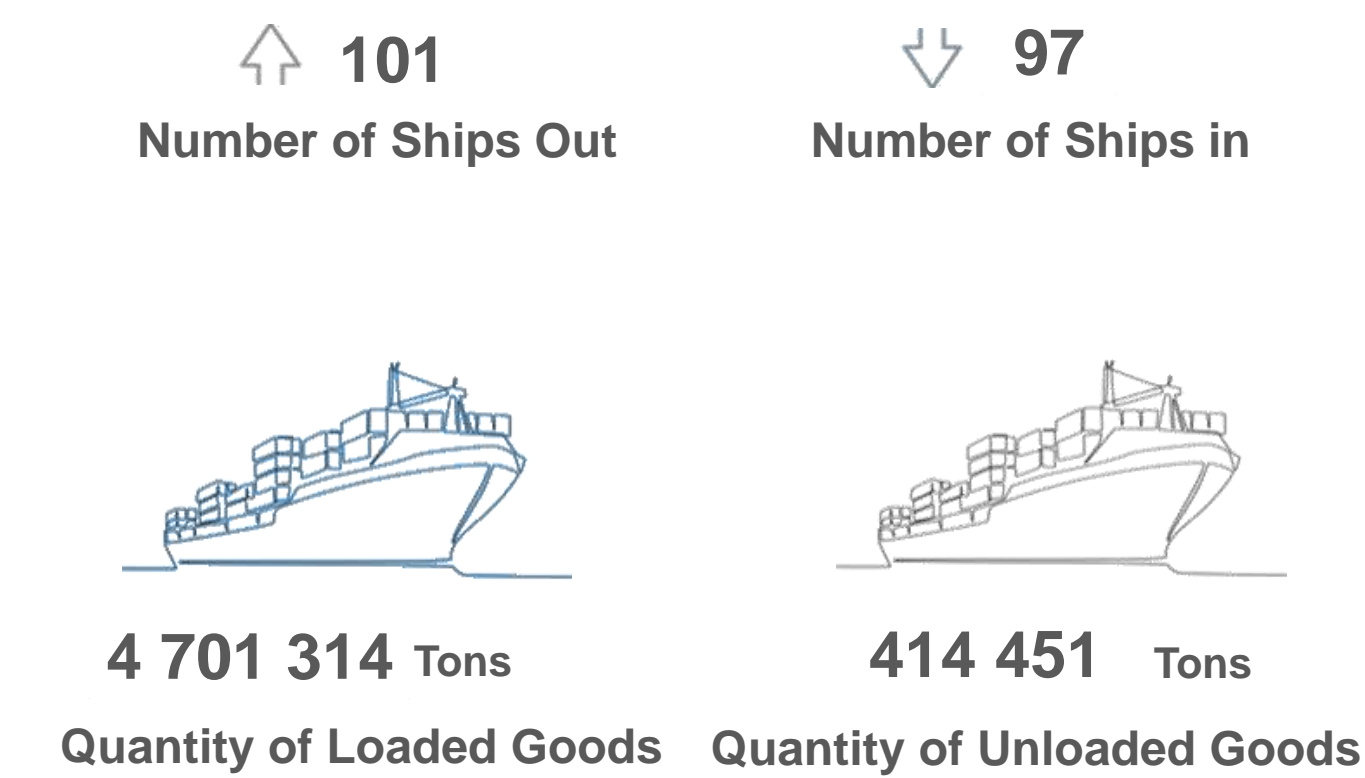 101
Number of Ships Out
97
Number of Ships in
4 701 314 Tons
Quantity of Loaded Goods
414 451 Tons
Quantity of Unloaded Goods